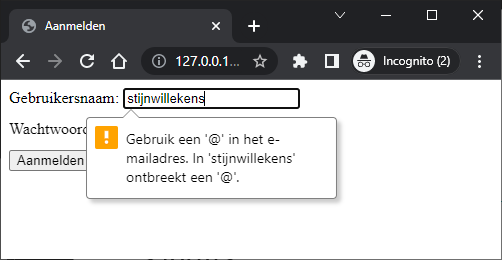 Aanmelden
127.0.0.1...
Incognito (2)
Gebruikersnaam: stijnwillekens
Wachtwoord
Gebruik een '@' in het e-
mailadres. In 'stijnwillekens'
ontbreekt een '@'.
Aanmelden